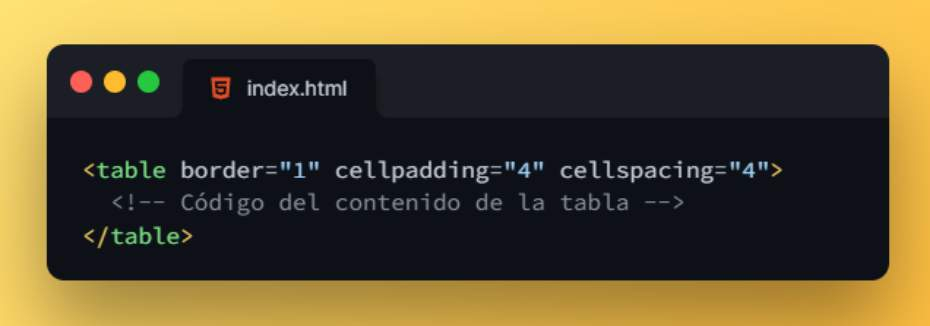 index.html
<table border="1" cellpadding="4" cellspacing="4">
<!-- Código del contenido de la tabla -->
</table>